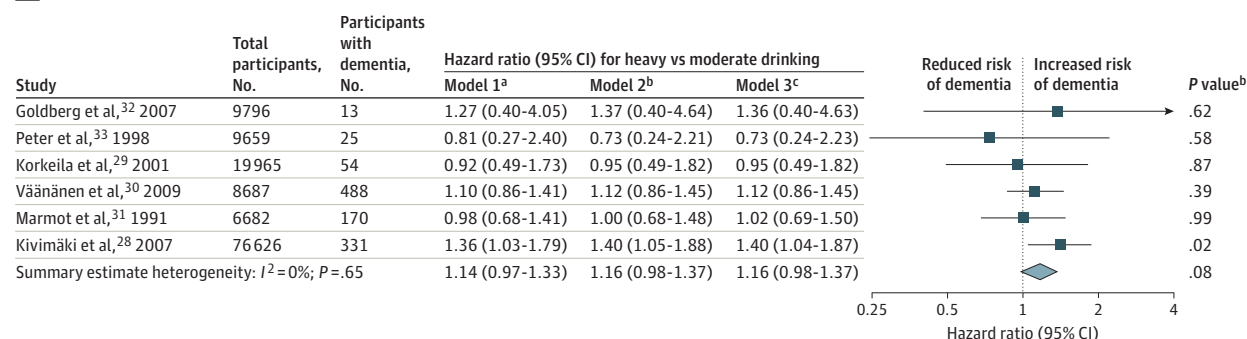 Participants
Total with
participants, dementia, Hazard ratio (95% CI) for heavy vs moderate drinking Reduced risk Increased risk
Study No. No. Model 1a Model 2b Model 3c of dementia of dementia P valueb
Goldberg et al,32 2007 9796 13 1.27 (0.40-4.05) 1.37 (0.40-4.64) 1.36 (0.40-4.63) .62
Peter et al,33 1998 9659 25 0.81 (0.27-2.40) 0.73 (0.24-2.21) 0.73 (0.24-2.23) .58
Korkeila et al,29 2001 19965 54 0.92 (0.49-1.73) 0.95 (0.49-1.82) 0.95 (0.49-1.82) .87
Väänänen et al,30 2009 8687 488 1.10 (0.86-1.41) 1.12 (0.86-1.45) 1.12 (0.86-1.45) .39
Marmot et al,31 1991 6682 170 0.98 (0.68-1.41) 1.00 (0.68-1.48) 1.02 (0.69-1.50) .99
Kivimäki et al,28 2007 76626 331 1.36 (1.03-1.79) 1.40 (1.05-1.88) 1.40 (1.04-1.87) .02
Summary estimate heterogeneity: I2=0%; P=.65 1.14 (0.97-1.33) 1.16 (0.98-1.37) 1.16 (0.98-1.37) .08
0.25 0.5 1 2 4
Hazard ratio (95% CI)